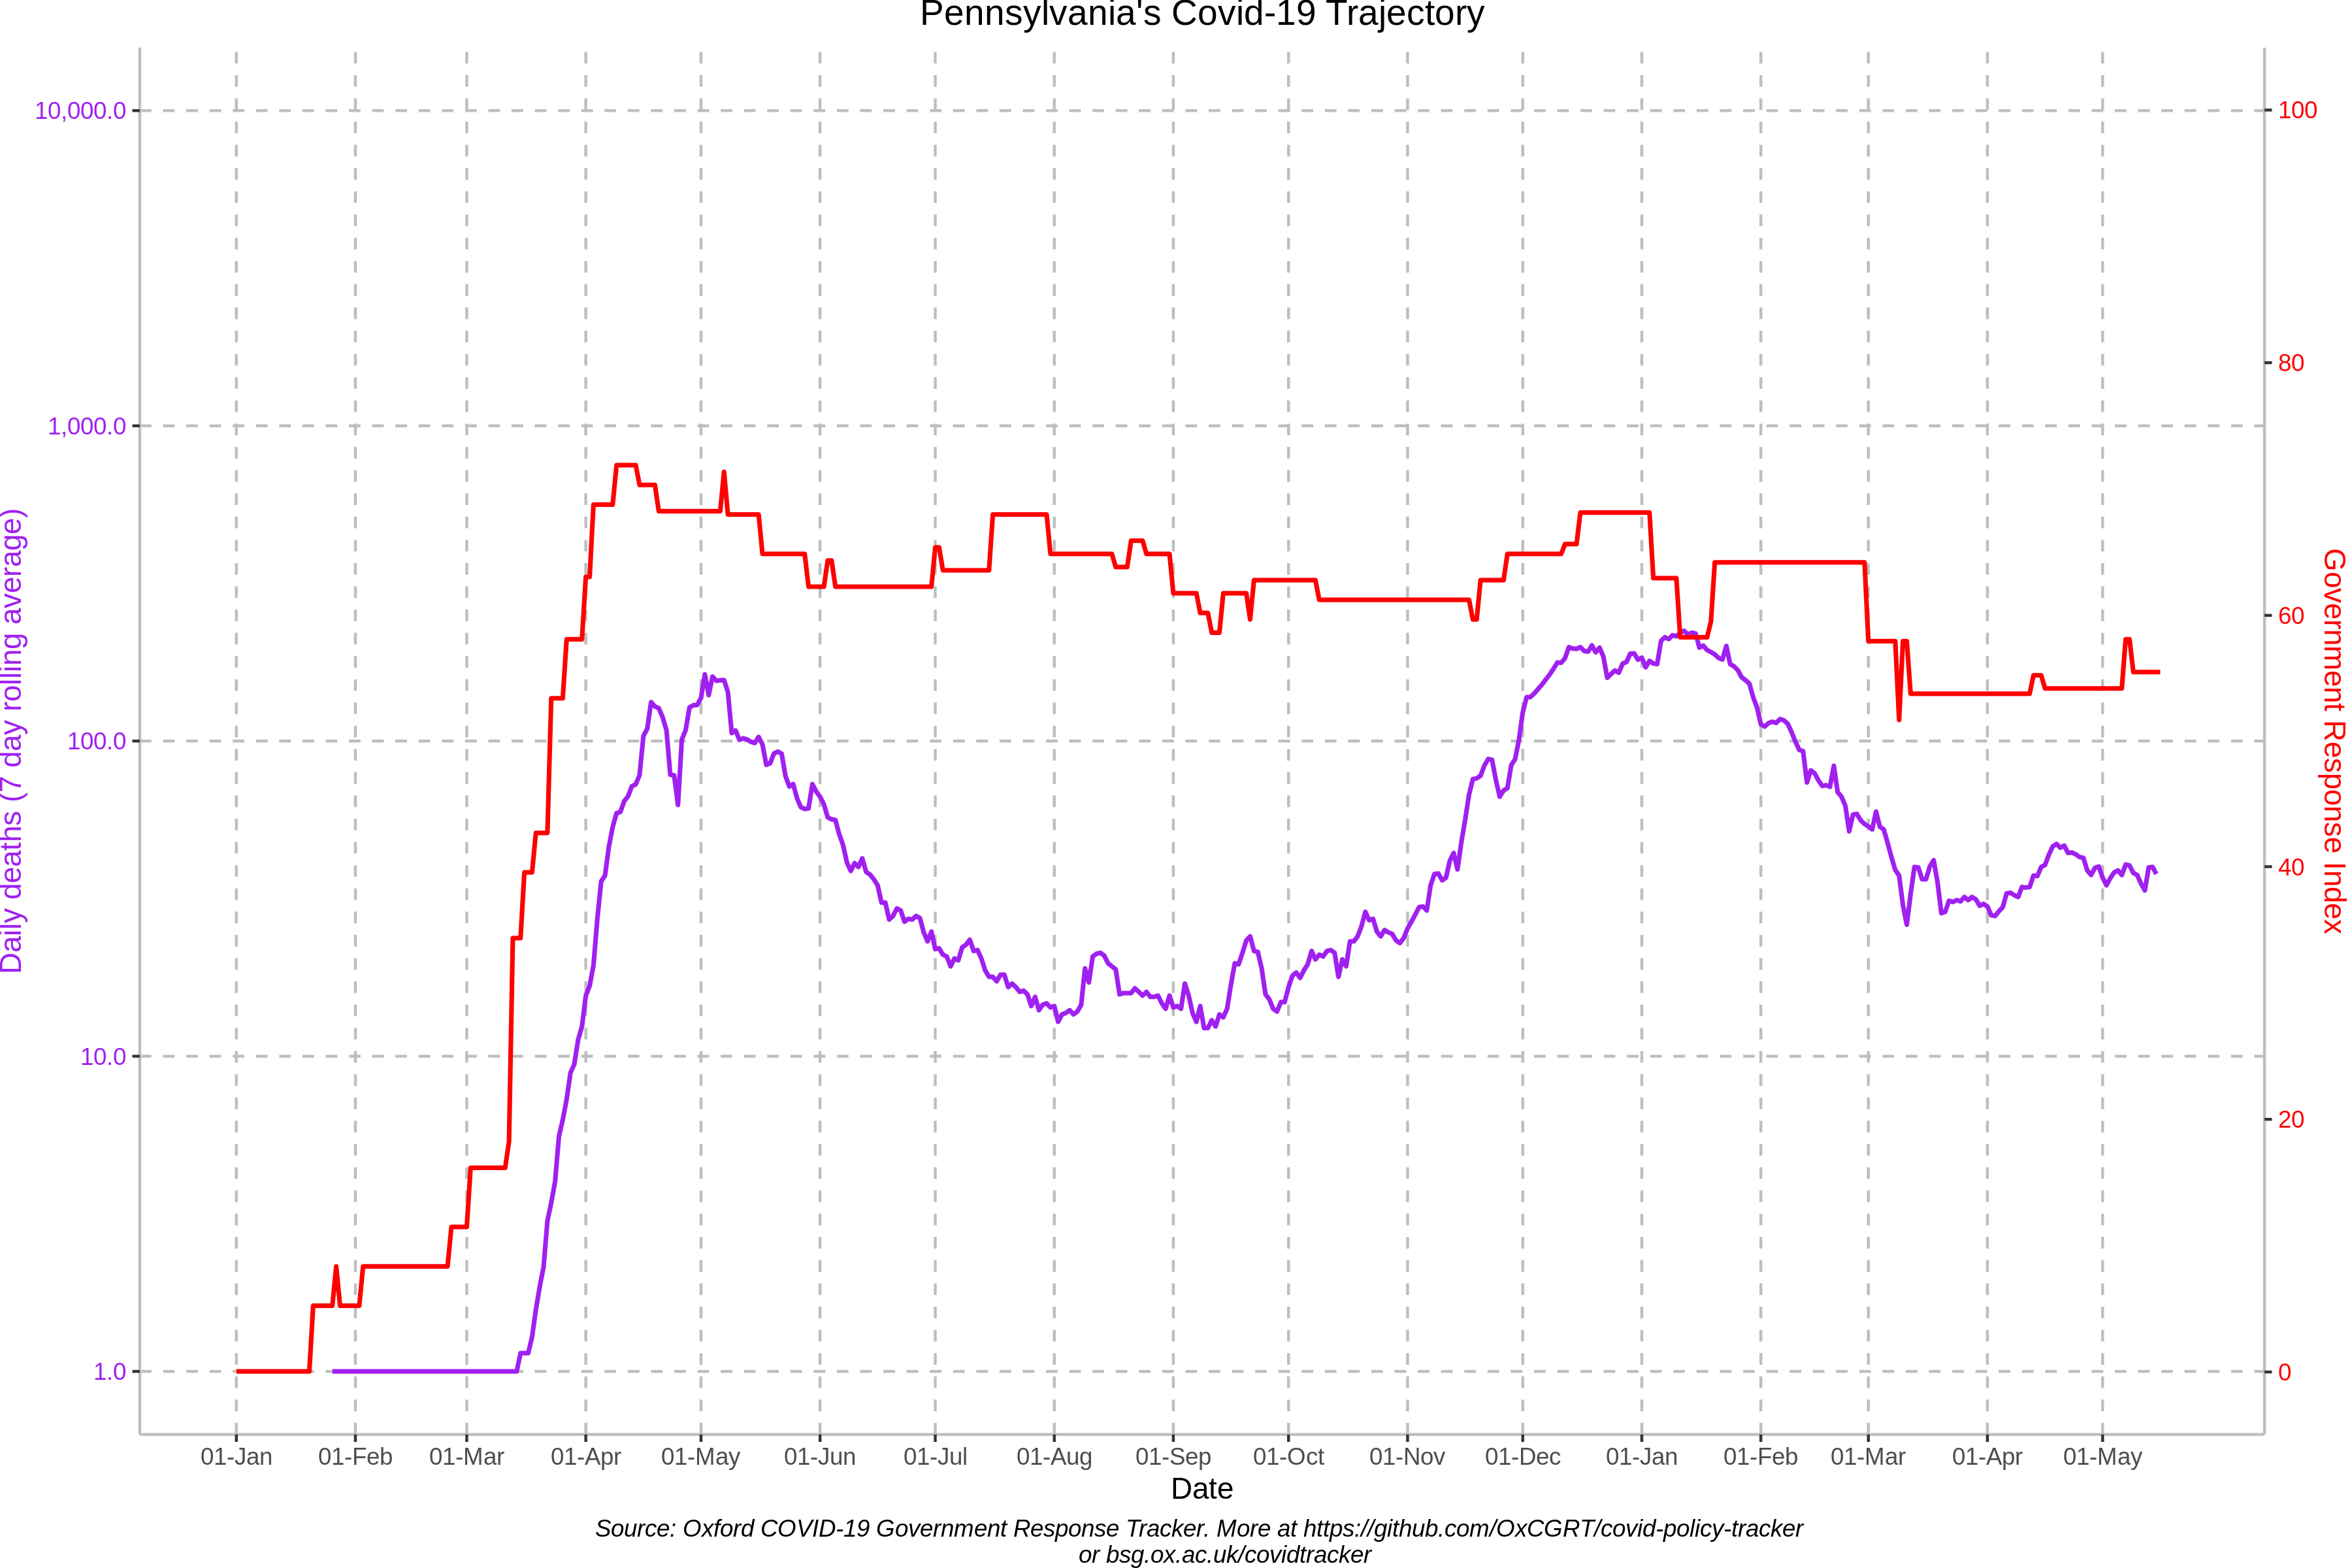 Pennsylvania's Covid-19 Trajectory
10,000.0
1,000.0
100.0
10.0
1.0
Daily deaths (7 day rolling average)
100
80
60
40
20
0
Government Response Index
01-Jan 01-Feb 01-Mar 01-Apr 01-May 01-Jun 01-Jul 01-Aug 01-Sep 01-Oct 01-Nov 01-Dec 01-Jan 01-Feb 01-Mar 01-Apr 01-May
Date
Source: Oxford COVID-19 Government Response Tracker. More at https://github.com/OxCGRT/covid-policy-tracker
or bsg.ox.ac.uk/covidtracker